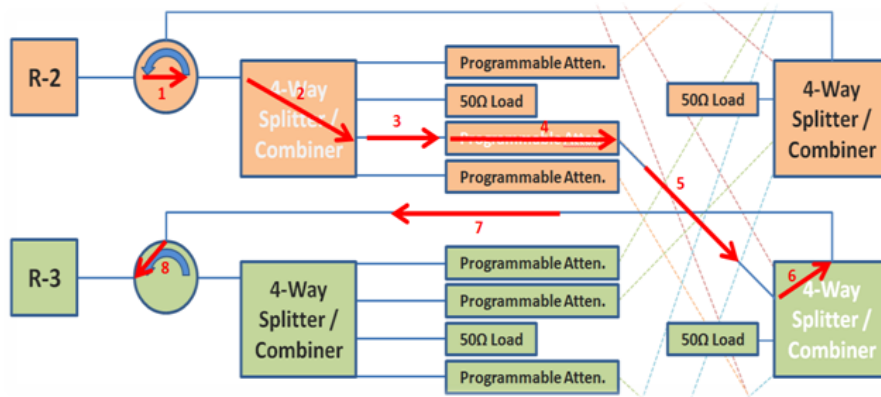 R-2
1
4-Way
Splitter /
Combiner
2
3
Programmable Atten.
50Ω Load
Programmable Atten.
4
Programmable Atten.
5
50Ω Load
4-Way
Splitter /
Combiner
7
R-3
8
4-Way
Splitter /
Combiner
Programmable Atten.
Programmable Atten.
50Ω Load
Programmable Atten.
6
50Ω Load
4-Way
Splitter /
Combiner